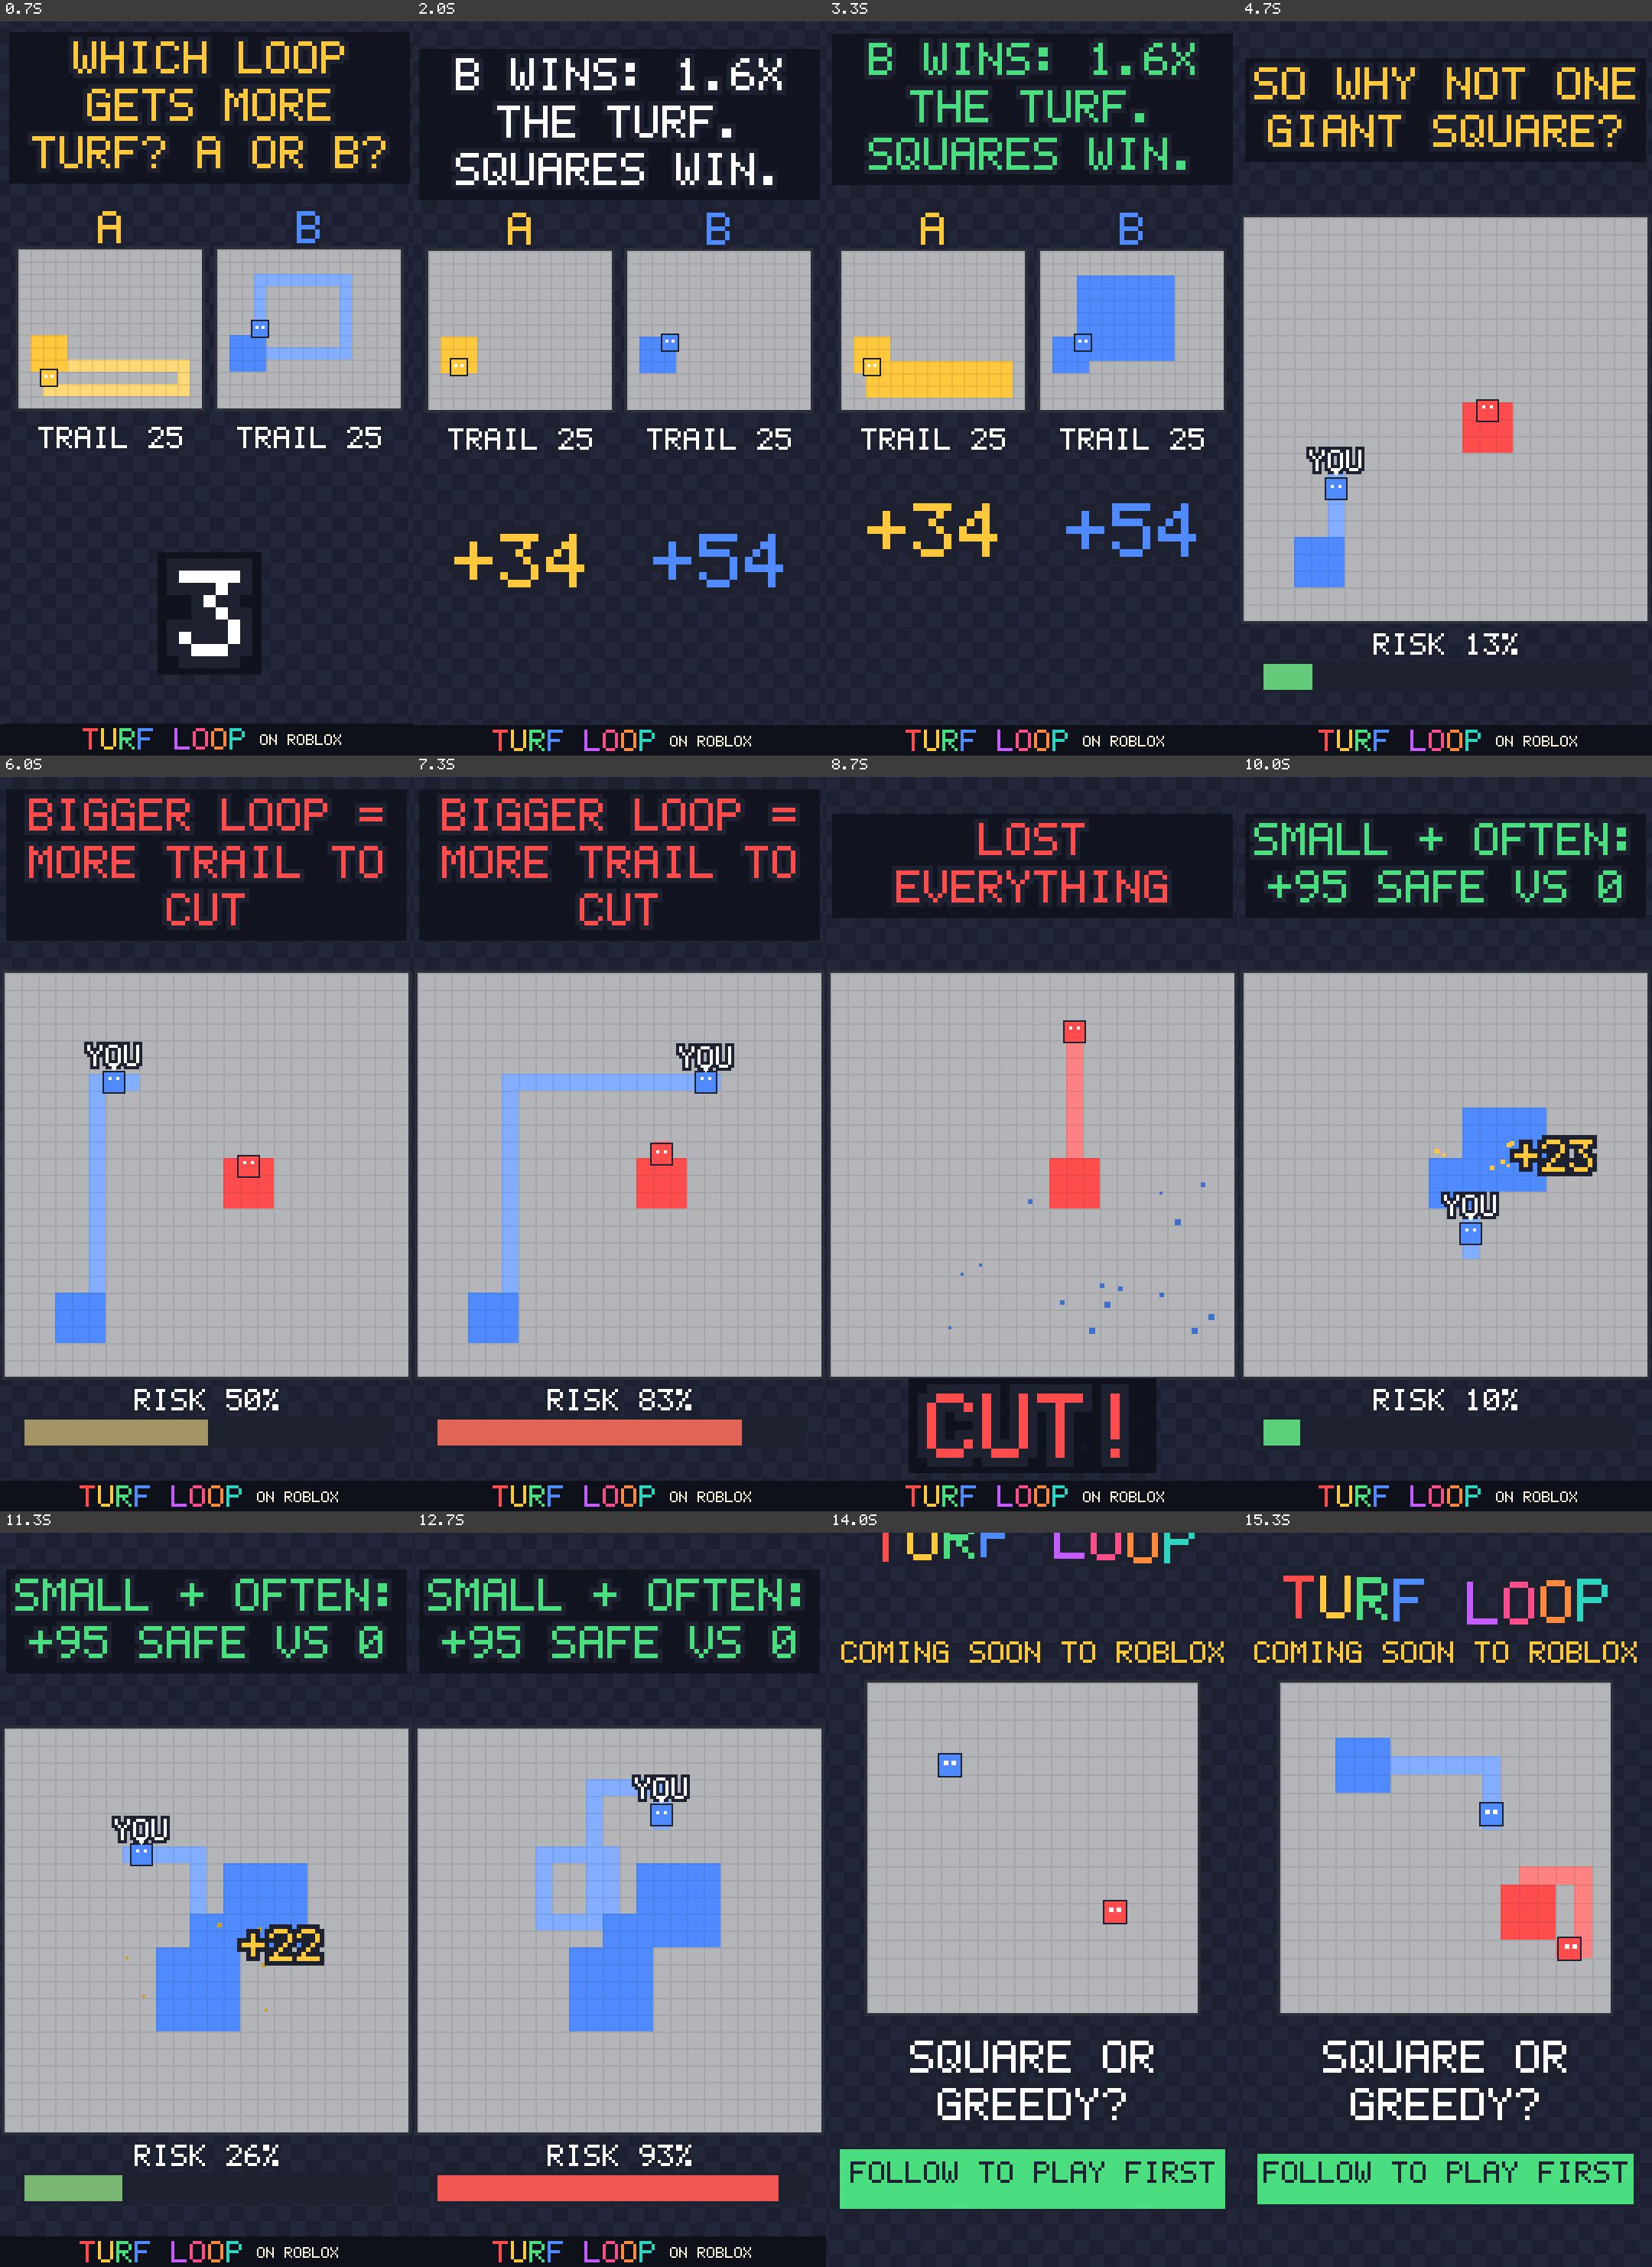 0.7S
WHICH LOOP
GETS MORE
TURF? A OR B?
A
B
TRAIL 25
TRAIL 25
3
TURF LOOP ON ROBLOX
2.0S
B WINS: 1.6X
THE TURF.
SQUARES WIN.
A
B
TRAIL 25
TRAIL 25
+34
+54
TURF LOOP ON ROBLOX
3.3S
B WINS: 1.6X
THE TURF.
SQUARES WIN.
A
B
TRAIL 25
TRAIL 25
+34
+54
TURF LOOP ON ROBLOX
4.7S
SO WHY NOT ONE
GIANT SQUARE?
YOU
RISK 13%
TURF LOOP ON ROBLOX
6.0S
BIGGER LOOP =
MORE TRAIL TO
CUT
YOU
RISK 50%
TURF LOOP ON ROBLOX
7.3S
BIGGER LOOP =
MORE TRAIL TO
CUT
YOU
RISK 83%
TURF LOOP ON ROBLOX
8.7S
LOST
EVERYTHING
CUT!
TURF LOOP ON ROBLOX
10.0S
SMALL + OFTEN:
+95 SAFE VS 0
+23
YOU
RISK 10%
TURF LOOP ON ROBLOX
11.3S
SMALL + OFTEN:
+95 SAFE VS 0
YOU
+22
RISK 26%
TURF LOOP ON ROBLOX
12.7S
SMALL + OFTEN:
+95 SAFE VS 0
YOU
RISK 93%
TURF LOOP ON ROBLOX
14.0S
TURF LOOP
COMING SOON TO ROBLOX
SQUARE OR
GREEDY?
FOLLOW TO PLAY FIRST
15.3S
TURF LOOP
COMING SOON TO ROBLOX
SQUARE OR
GREEDY?
FOLLOW TO PLAY FIRST